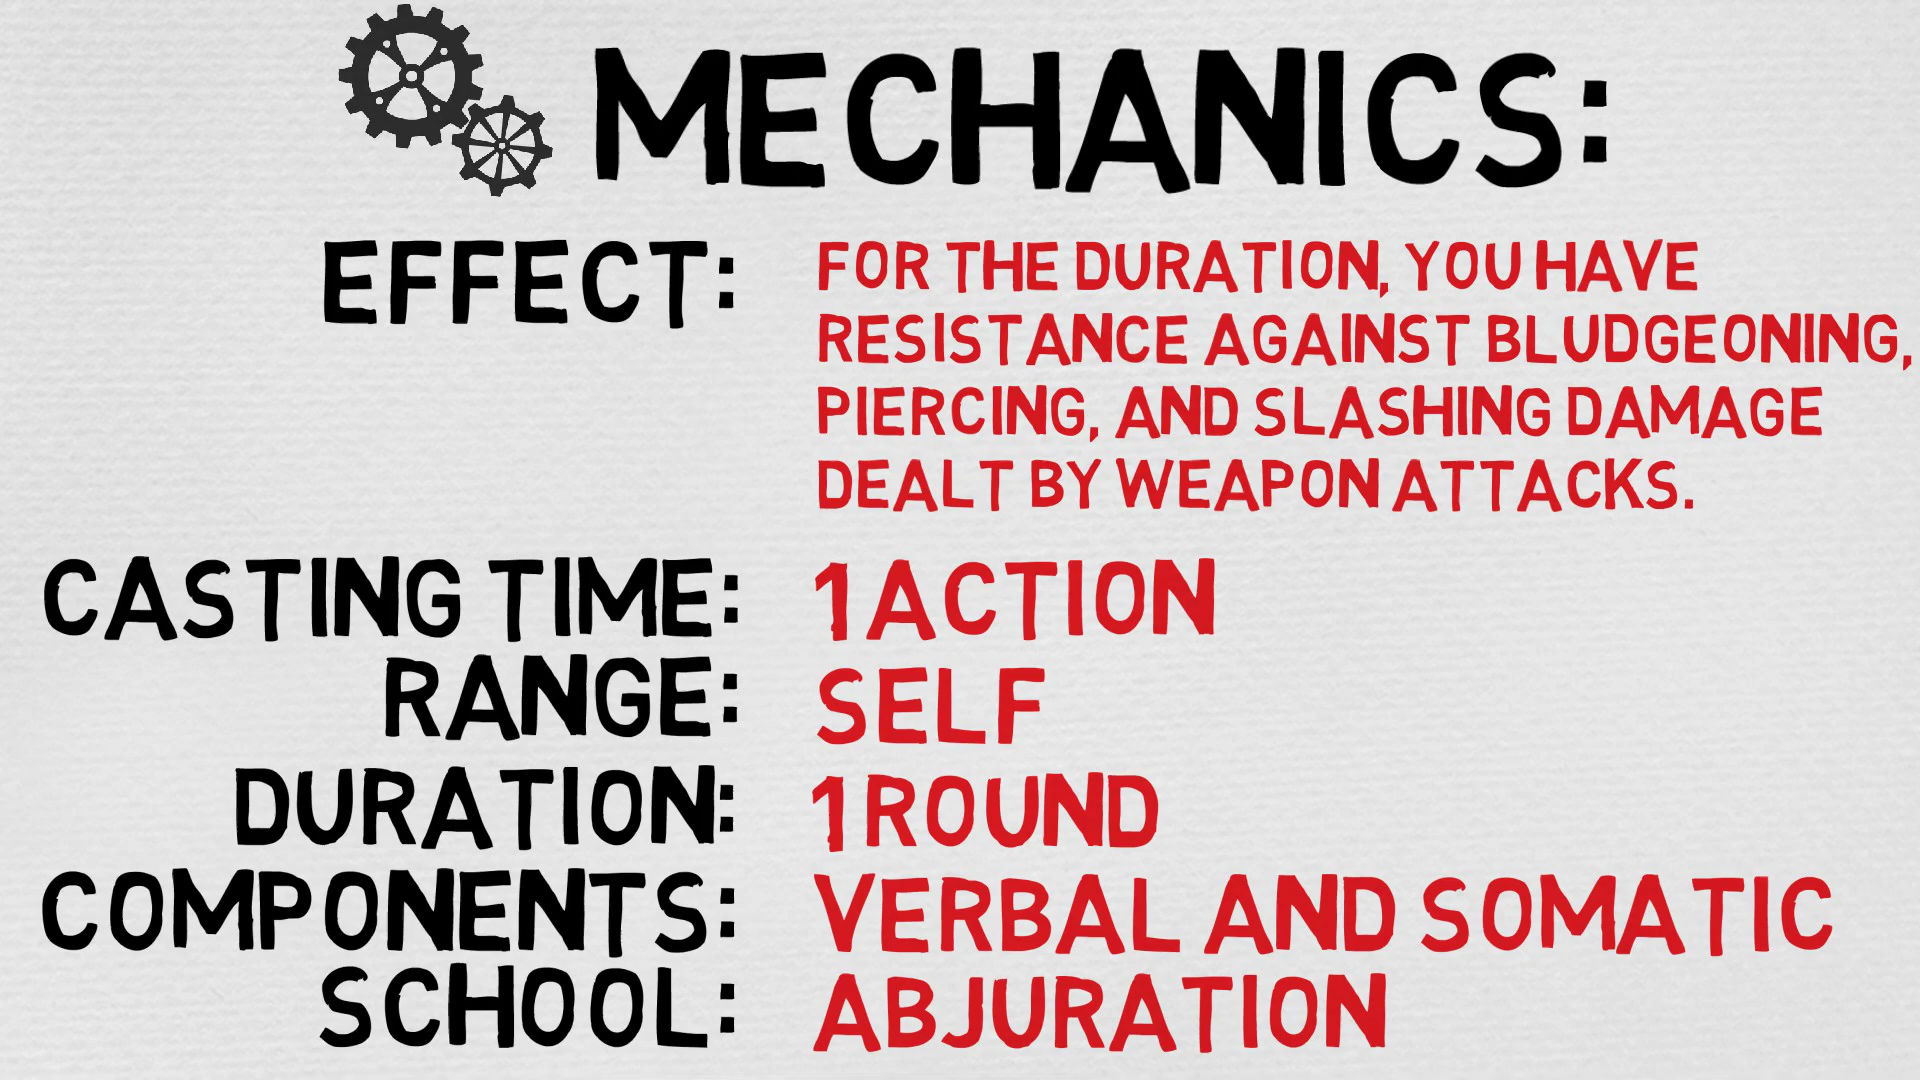 MECHANICS:
EFFECT: FOR THE DURATION, YOU HAVE
RESISTANCE AGAINST BLUDGEONING,
PIERCING, AND SLASHING DAMAGE
DEALT BY WEAPON ATTACKS.
CASTING TIME: 1 ACTION
RANGE: SELF
DURATION: 1 ROUND
COMPONENTS: VERBAL AND SOMATIC
SCHOOL: ABJURATION